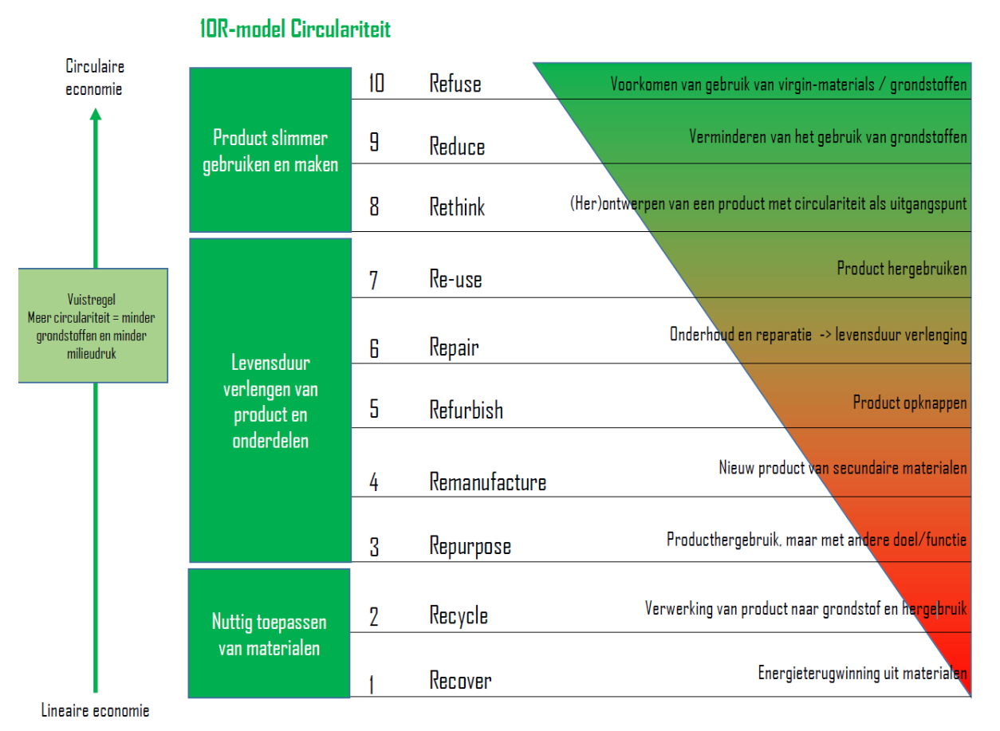 10R-model Circulariteit
Circulaire
economie
Vuistregel
Meer circulariteit = minder
grondstoffen en minder
milieudruk
Lineaire economie
Product slimmer
gebruiken en maken
10 Refuse Voorkomen van gebruik van virgin-materials / grondstoffen
9 Reduce Verminderen van het gebruik van grondstoffen
8 Rethink (Her)ontwerpen van een product met circulariteit als uitgangspunt
Levensduur
verlengen van
product en
onderdelen
7 Re-use Product hergebruiken
6 Repair Onderhoud en reparatie -> levensduur verlenging
5 Refurbish Product opknappen
4 Remanufacture Nieuw product van secundaire materialen
3 Repurpose Producthergebruik, maar met andere doel/functie
Nuttig toepassen
van materialen
2 Recycle Verwerking van product naar grondstof en hergebruik
1 Recover Energieterugwinning uit materialen